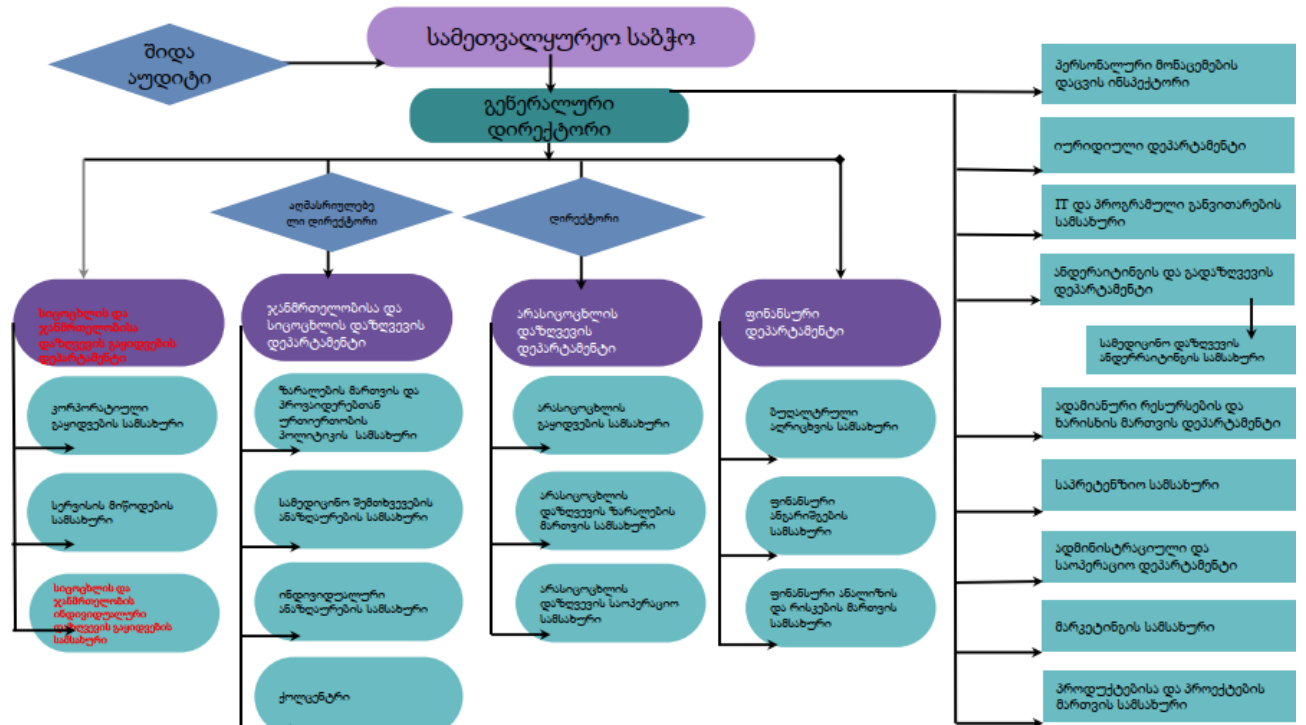 შიდა
აუდიტი
სამეთვალყურეო საბჭო
გენერალური
დირექტორი
აღმასრიულებე
ლი დირექტორი
დირექტორი
სიცოცხლის და
ჯანმრთელობისა
დაზღვევის გაყიდვების
დეპარტამენტი
კორპორატიული
გაყიდვების სამსახური
სერვისის მიწოდების
სამსახური
სიცოცხლის და
ჯანმრთელობის
ინდივიდუალური
დაზღვევის გაყიდვების
სამსახური
ჯანმრთელობისა და
სიცოცხლის დაზღვევის
დეპარტამენტი
ზარალების მართვის და
პროვაიდერებთან
ურთიერთობის
პოლიტიკის სამსახური
სამედიცინო შემთხვევების
ანაზღაურების სამსახური
ინდივიდუალური
ანაზღაურების სამსახური
ქოლცენტრი
არასიცოცხლის
დაზღვევის
დეპარტამენტი
არასიცოცხლის
გაყიდვების სამსახური
არასიცოცხლის
დაზღვევის ზარალების
მართვის სამსახური
არასიცოცხლის
დაზღვევის საოპერაციო
სამსახური
ფინანსური
დეპარტამენტი
ბუღალტრული
აღრიცხვის სამსახური
ფინანსური
ანგარიშგების
სამსახური
ფინანსური ანალიზის
და რისკების მართვის
სამსახური
პერსონალური მონაცემების
დაცვის ინსპექტორი
იურიდიული დეპარტამენტი
IT და პროგრამული განვითარების
სამსახური
ანდერაიტინგის და გადაზღვევის
დეპარტამენტი
სამედიცინო დაზღვევის
ანდერრაიტინგის სამსახური
ადამიანური რესურსების და
ხარისხის მართვის დეპარტამენტი
საპრეტენზიო სამსახური
ადმინისტრაციული და
საოპერაციო დეპარტამენტი
მარკეტინგის სამსახური
პროდუქტებისა და პროექტების
მართვის სამსახური